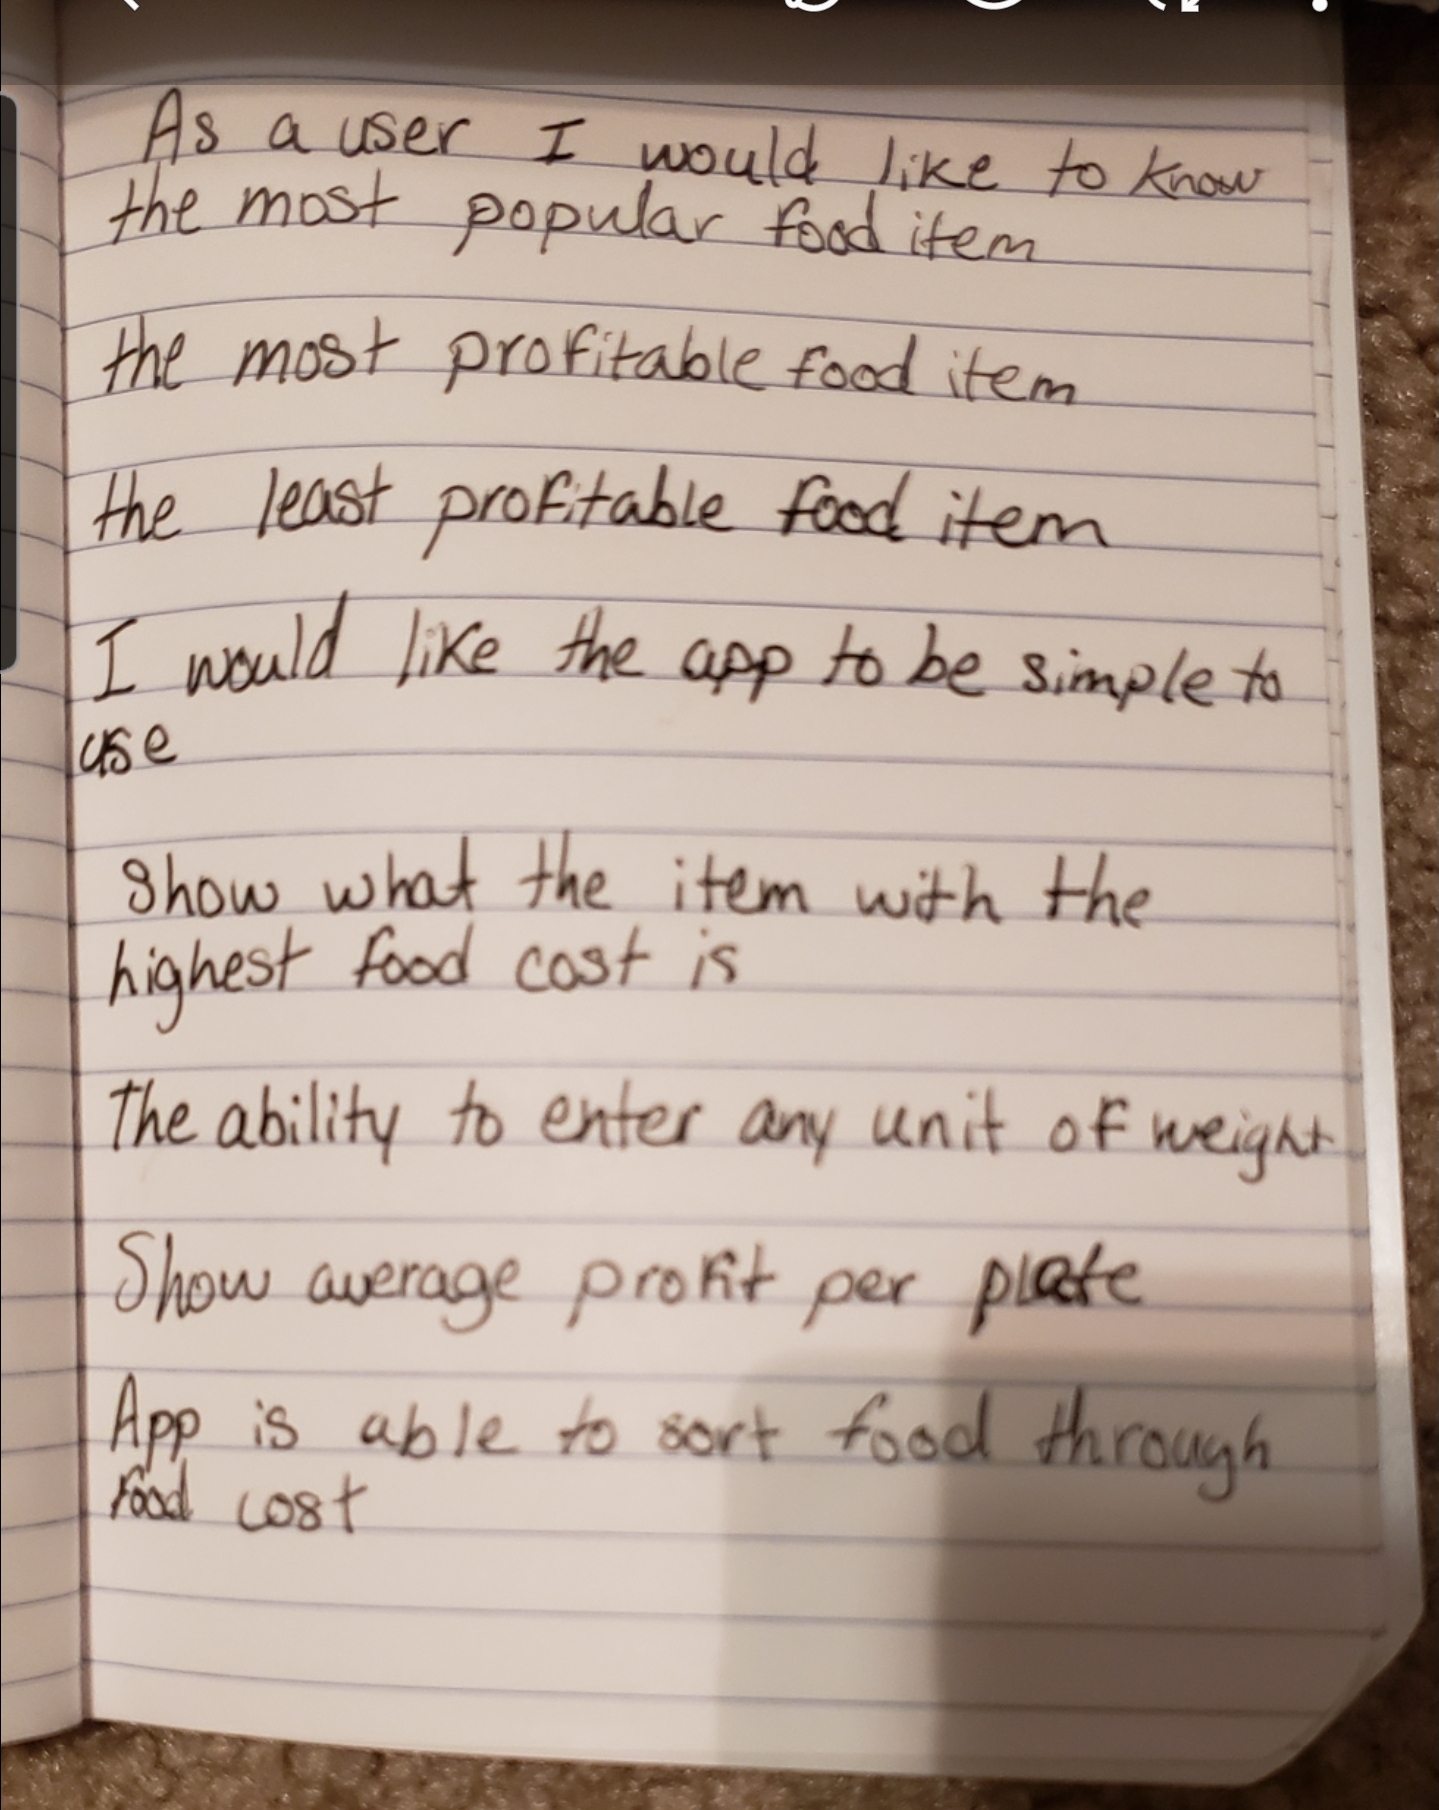 As a user I would like to know
the most popular food item
the most profitable food item
the least profitable food item
I would like the app to be simple to
use
Show what the item with the
highest food cost is
The ability to enter any unit of weight
Show average profit per plate
App is able to sort food through
food cost